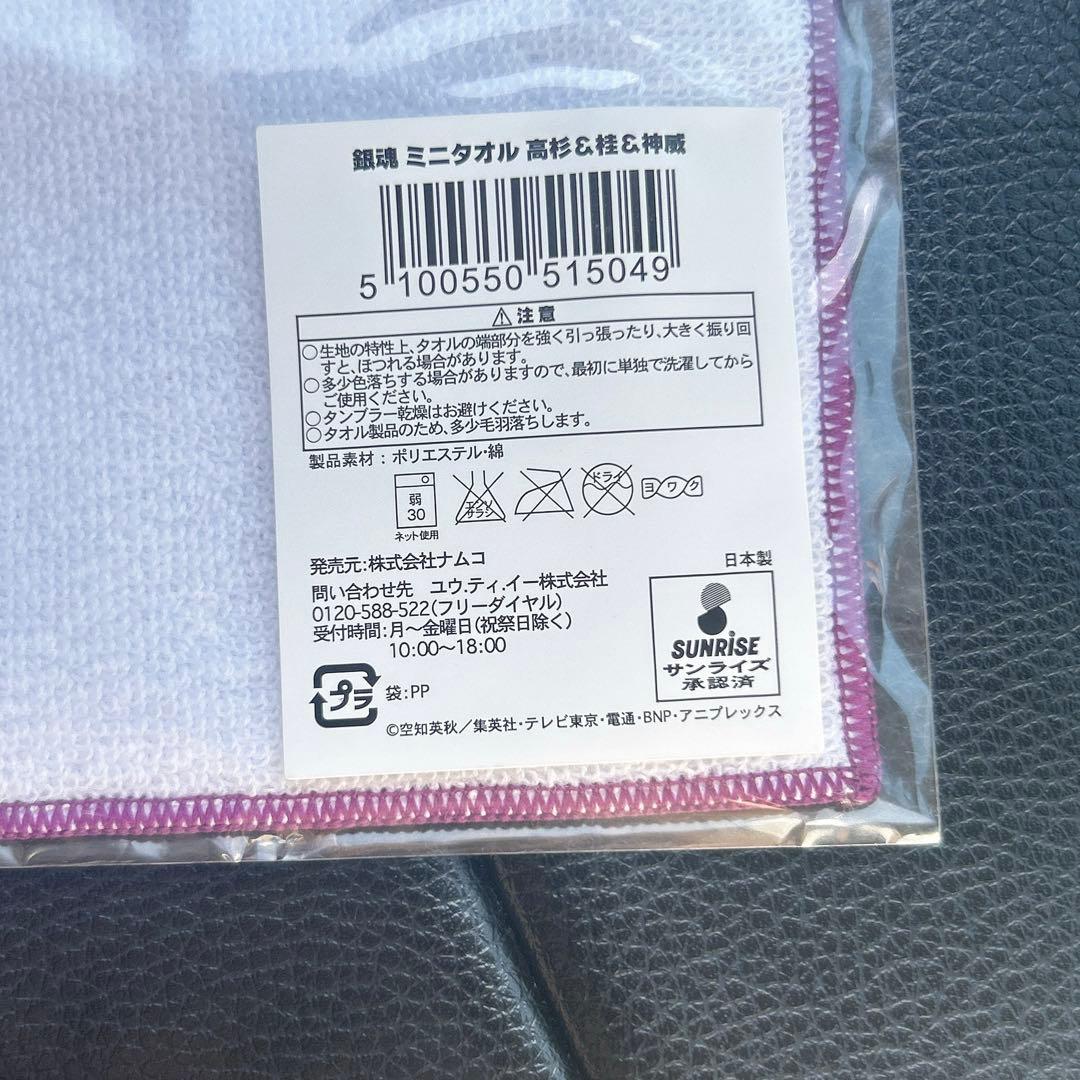 銀魂 ミニタオル 高杉&桂&神威
5 100550 515049
⚠注意
○生地の特性上、タオルの端部分を強く引っ張ったり、大きく振り回
すと、ほつれる場合があります。
○多少色落ちする場合がありますので、最初に単独で洗濯してから
ご使用ください。
○タンブラー乾燥はお避けください。
○タオル製品のため、多少毛羽落ちします。
製品素材：ポリエステル・綿
弱
30
ネット使用
エンソ
サラシ
ドライ
ヨワク
発売元:株式会社ナムコ
問い合わせ先 ユウ.ティ.イー株式会社
0120-588-522(フリーダイヤル)
受付時間:月～金曜日(祝祭日除く)
10:00～18:00
日本製
SUNRiSE
サンライズ
承認済
プラ
袋:PP
©空知英秋／集英社・テレビ東京・電通・BNP・アニプレックス